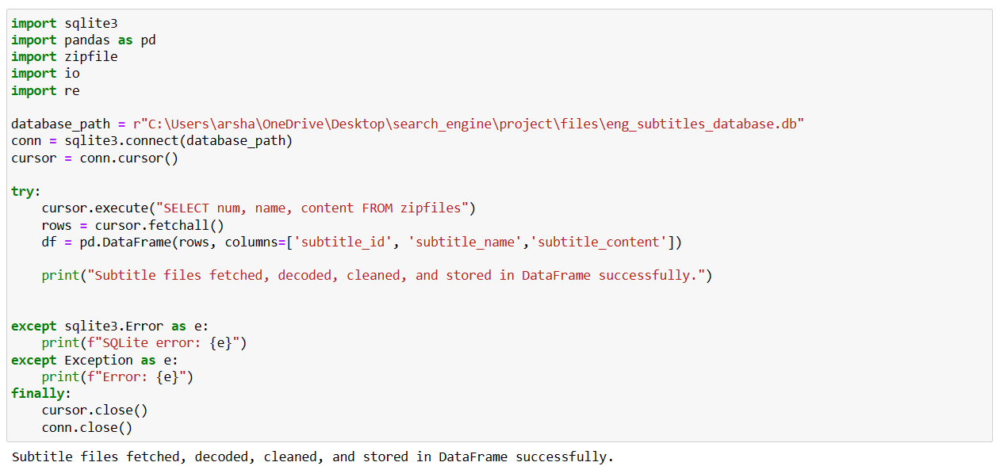 import sqlite3
import pandas as pd
import zipfile
import io
import re
database_path = r"C:\Users\arsha\OneDrive\Desktop\search_engine\project\files\eng_subtitles_database.db"
conn = sqlite3.connect(database_path)
cursor = conn.cursor()
try:
    cursor.execute("SELECT num, name, content FROM zipfiles")
    rows = cursor.fetchall()
    df = pd.DataFrame(rows, columns=['subtitle_id', 'subtitle_name','subtitle_content'])
    print("Subtitle files fetched, decoded, cleaned, and stored in DataFrame successfully.")
except sqlite3.Error as e:
    print(f"SQLite error: {e}")
except Exception as e:
    print(f"Error: {e}")
finally:
    cursor.close()
    conn.close()
Subtitle files fetched, decoded, cleaned, and stored in DataFrame successfully.